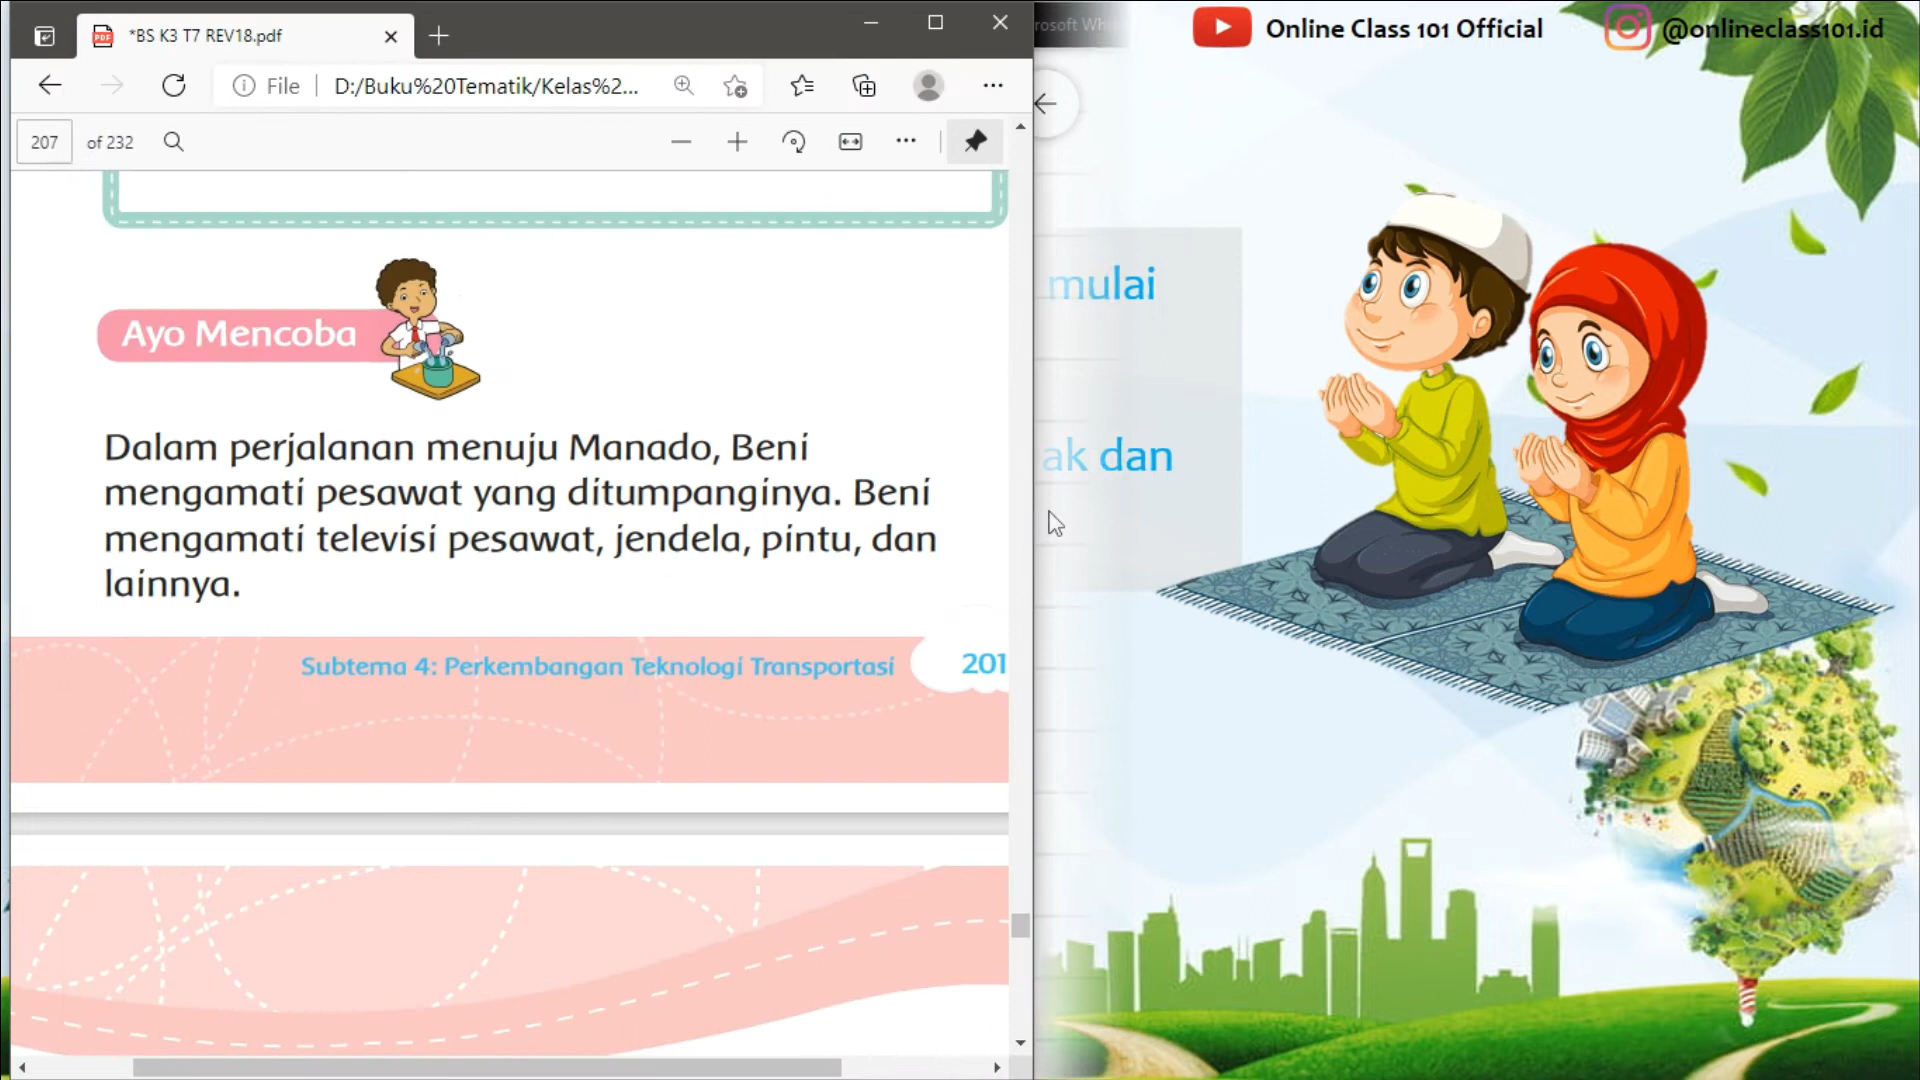 *BS K3 T7 REV18.pdf
File
D:/Buku%20Tematik/Kelas%2...
207 of 232
Ayo Mencoba
Dalam perjalanan menuju Manado, Beni
mengamati pesawat yang ditumpanginya. Beni
mengamati televisi pesawat, jendela, pintu, dan
lainnya.
Subtema 4: Perkembangan Teknologi Transportasi
201
Online Class 101 Official
@onlineclass101.id
mulai
ak dan